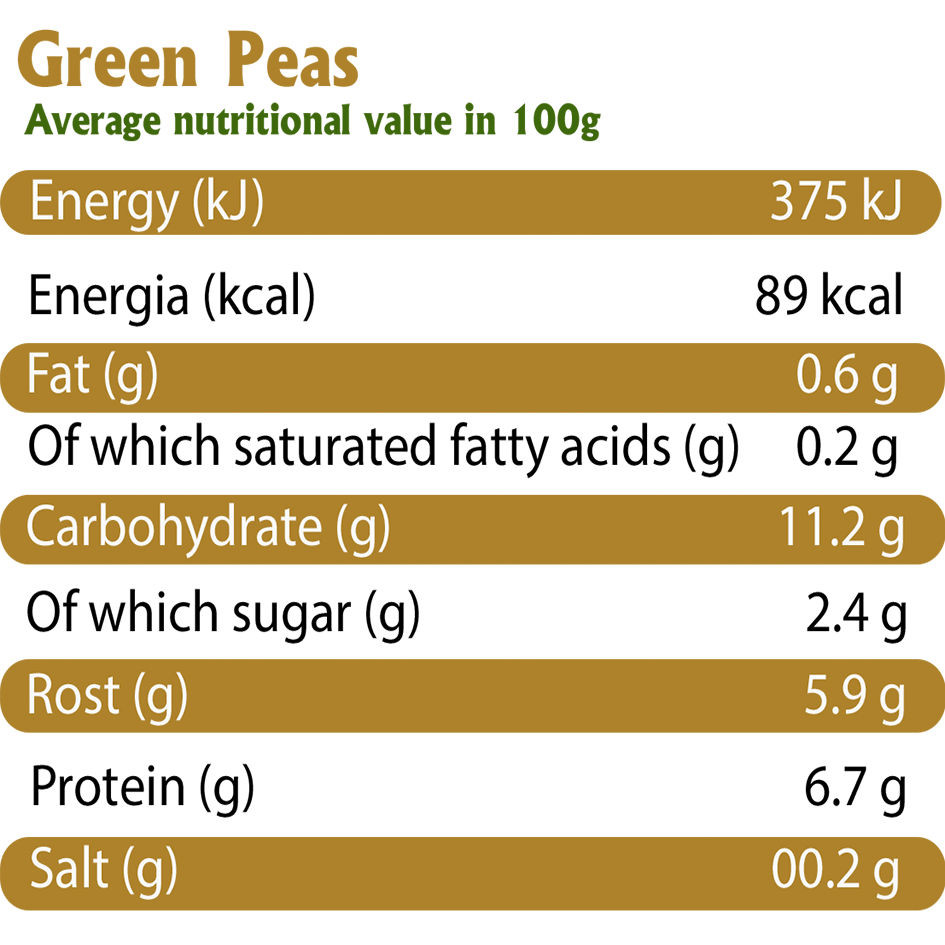 Green Peas
Average nutritional value in 100g
Energy (kJ) 375 kJ
Energia (kcal) 89 kcal
Fat (g) 0.6 g
Of which saturated fatty acids (g) 0.2 g
Carbohydrate (g) 11.2 g
Of which sugar (g) 2.4 g
Rost (g) 5.9 g
Protein (g) 6.7 g
Salt (g) 00.2 g